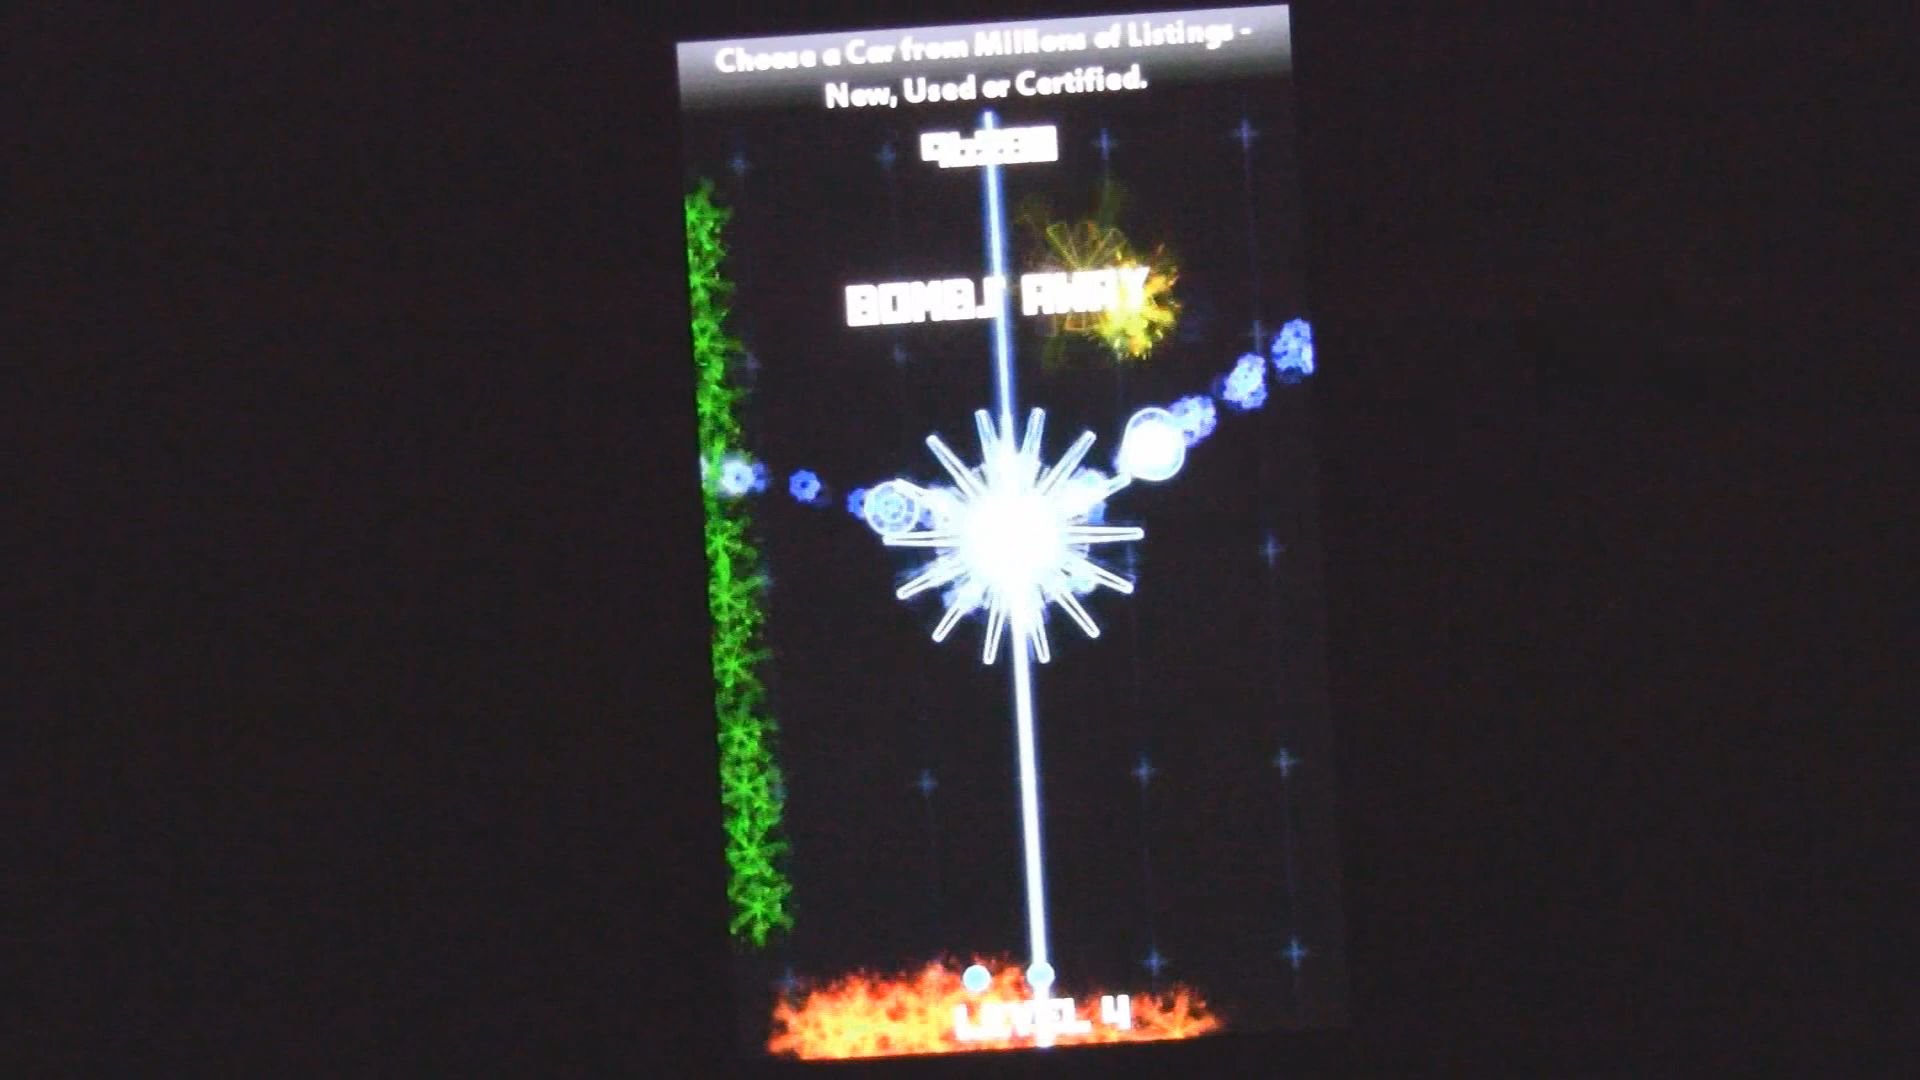 Choose a Car from Millions of Listings -
New, Used or Certified.
BOMBS AWAY
LEVEL 4